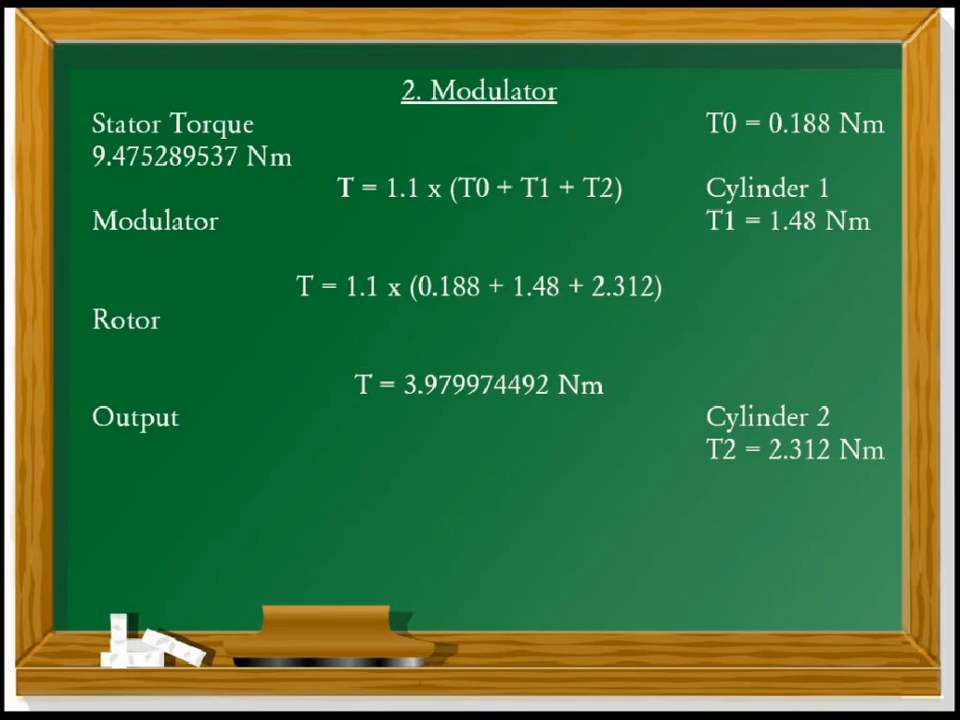 2. Modulator
Stator Torque
9.475289537 Nm
Modulator
Rotor
Output
T = 1.1 x (T0 + T1 + T2)
T = 1.1 x (0.188 + 1.48 + 2.312)
T = 3.979974492 Nm
T0 = 0.188 Nm
Cylinder 1
T1 = 1.48 Nm
Cylinder 2
T2 = 2.312 Nm